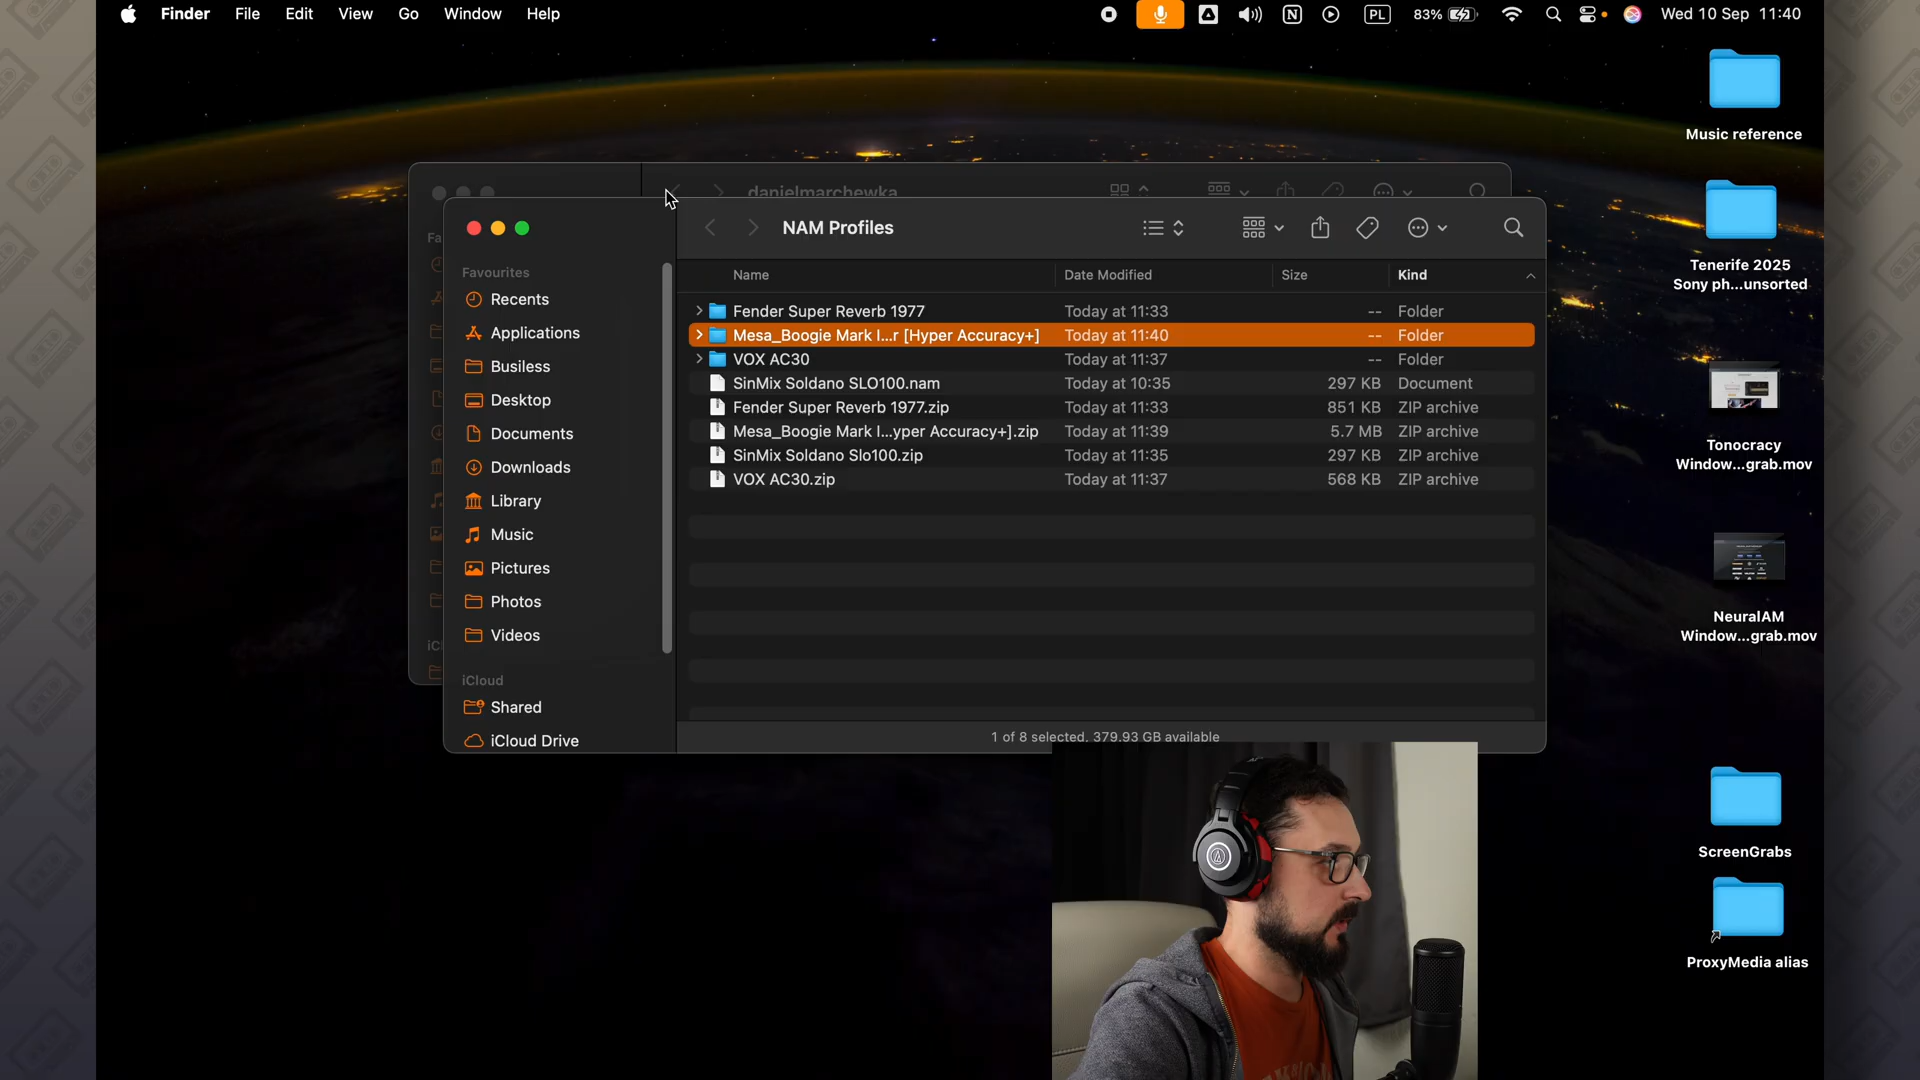 Finder File Edit View Go Window Help
N PL 83% Wed 10 Sep 11:40
Music reference
Tenerife 2025
Sony ph...unsorted
Tonocracy
Window...grab.mov
NeuralAM
Window...grab.mov
ScreenGrabs
ProxyMedia alias
danielmarchewka
Fa
iC
NAM Profiles
Favourites
Recents
Applications
Busiless
Desktop
Documents
Downloads
Library
Music
Pictures
Photos
Videos
iCloud
Shared
iCloud Drive
Name Date Modified Size Kind
Fender Super Reverb 1977 Today at 11:33 -- Folder
Mesa_Boogie Mark I...r [Hyper Accuracy+] Today at 11:40 -- Folder
VOX AC30 Today at 11:37 -- Folder
SinMix Soldano SLO100.nam Today at 10:35 297 KB Document
Fender Super Reverb 1977.zip Today at 11:33 851 KB ZIP archive
Mesa_Boogie Mark I...yper Accuracy+].zip Today at 11:39 5.7 MB ZIP archive
SinMix Soldano Slo100.zip Today at 11:35 297 KB ZIP archive
VOX AC30.zip Today at 11:37 568 KB ZIP archive
1 of 8 selected, 379.93 GB available